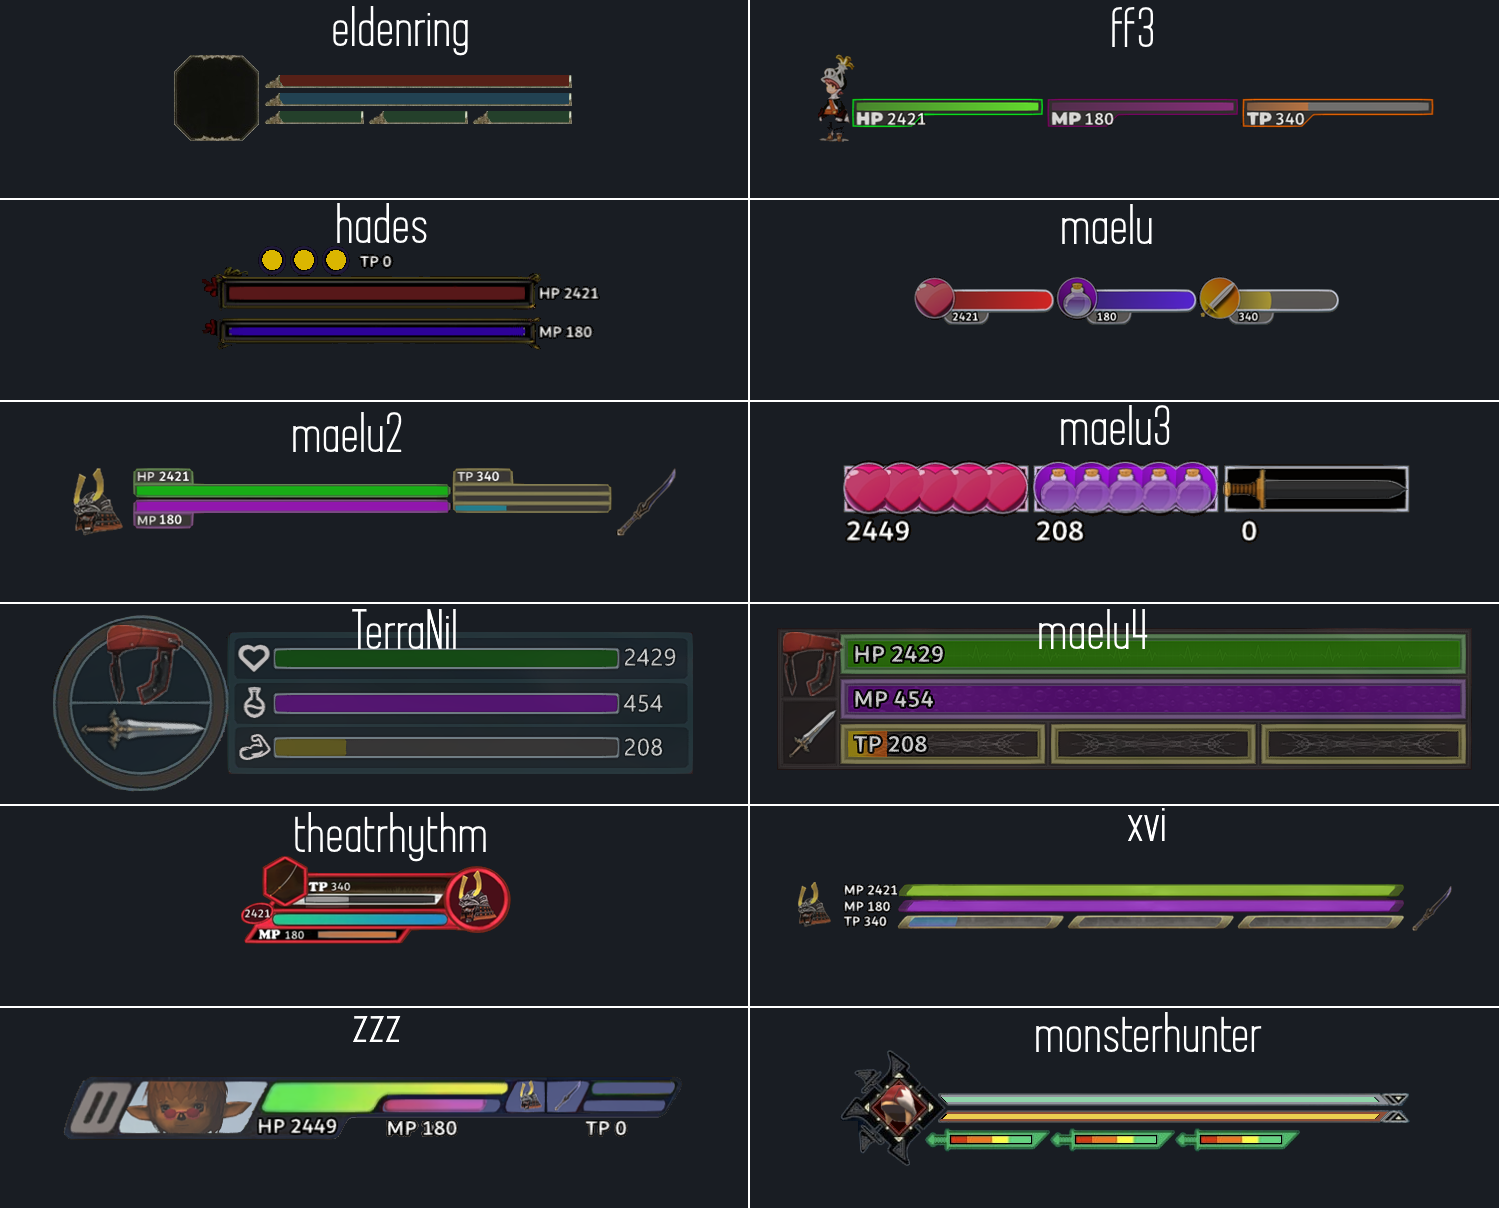 eldenring
ff3
HP 2421
MP 180
TP 340
hades
TP 0
HP 2421
MP 180
maelu
2421
180
340
maelu2
HP 2421
TP 340
MP 180
maelu3
2449
208
0
TerraNil
2429
454
208
maelu4
HP 2429
MP 454
TP 208
theatrhythm
TP 340
2421
MP 180
xvi
MP 2421
MP 180
TP 340
zzz
HP 2449
MP 180
TP 0
monsterhunter